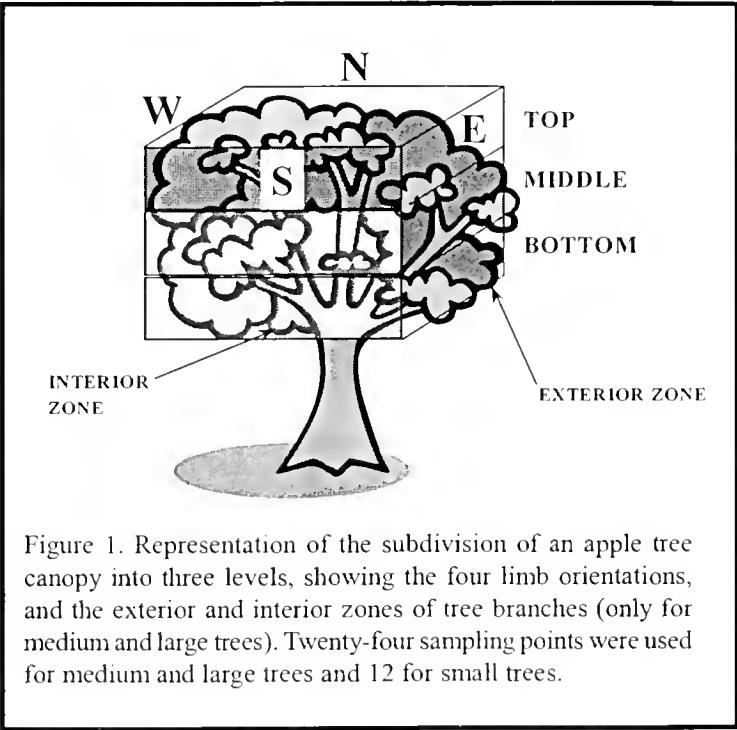 N
W
E
TOP
S
MIDDLE
BOTTOM
INTERIOR
ZONE
EXTERIOR ZONE
Figure 1. Representation of the subdivision of an apple tree
canopy into three levels, showing the four limb orientations,
and the exterior and interior zones of tree branches (only for
medium and large trees). Twenty-four sampling points were used
for medium and large trees and 12 for small trees.